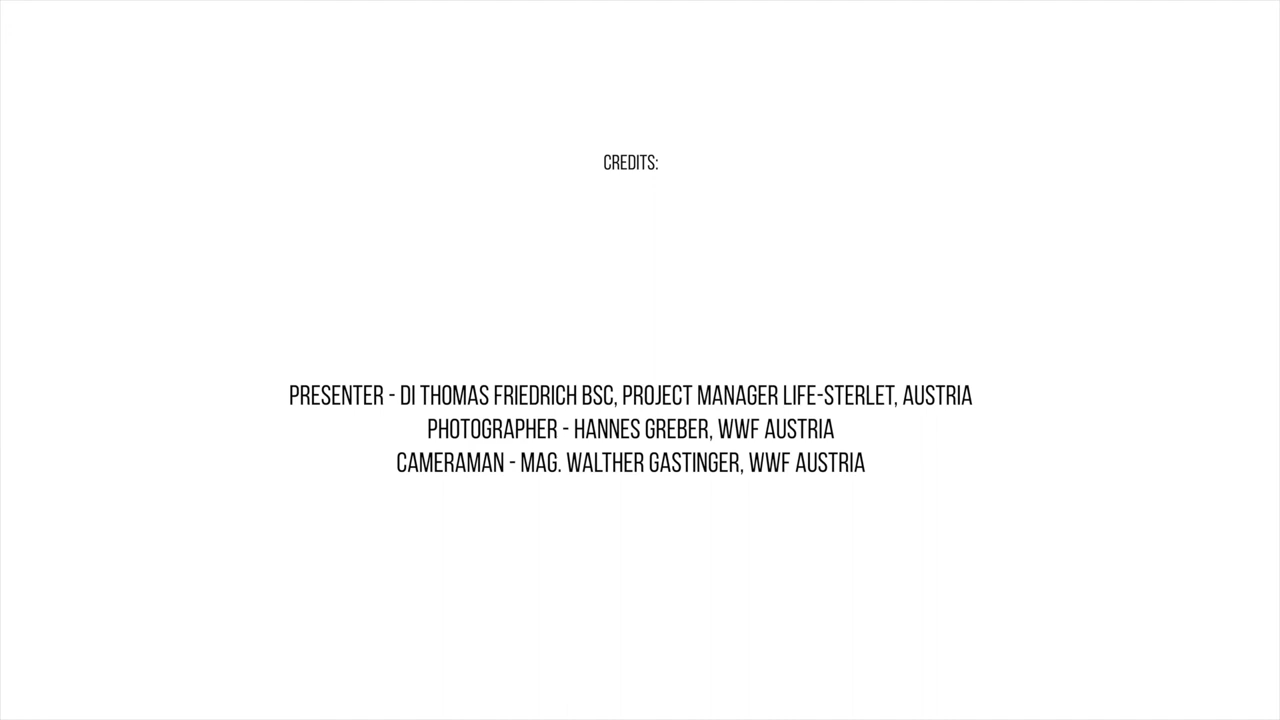 CREDITS:
PRESENTER - DI THOMAS FRIEDRICH BSC, PROJECT MANAGER LIFE-STERLET, AUSTRIA
PHOTOGRAPHER - HANNES GREBER, WWF AUSTRIA
CAMERAMAN - MAG. WALTHER GASTINGER, WWF AUSTRIA